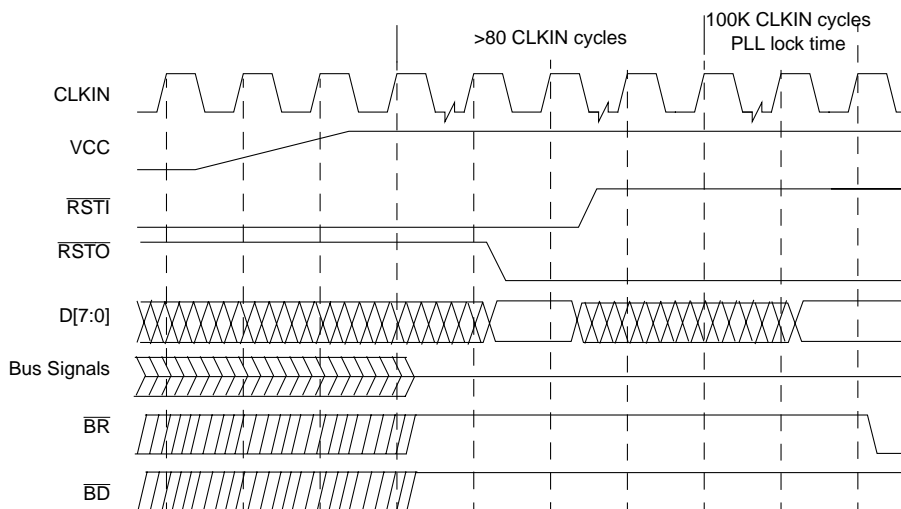 >80 CLKIN cycles
100K CLKIN cycles
PLL lock time
CLKIN
VCC
RSTI
RSTO
D[7:0]
Bus Signals
BR
BD